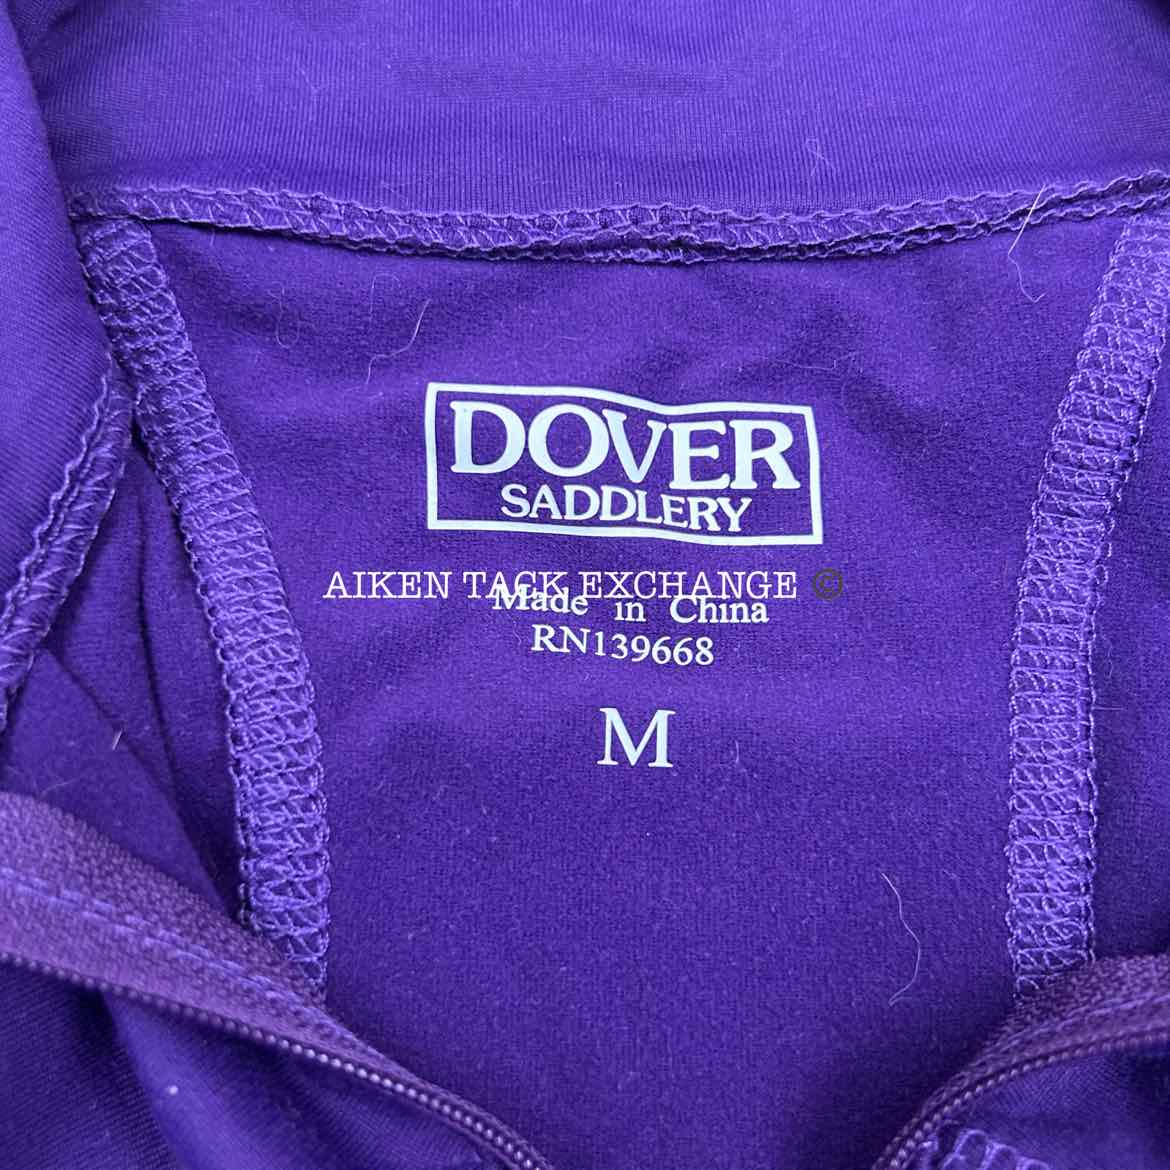 DOVER
SADDLERY
AIKEN TACK EXCHANGE ©
Made in China
RN139668
M